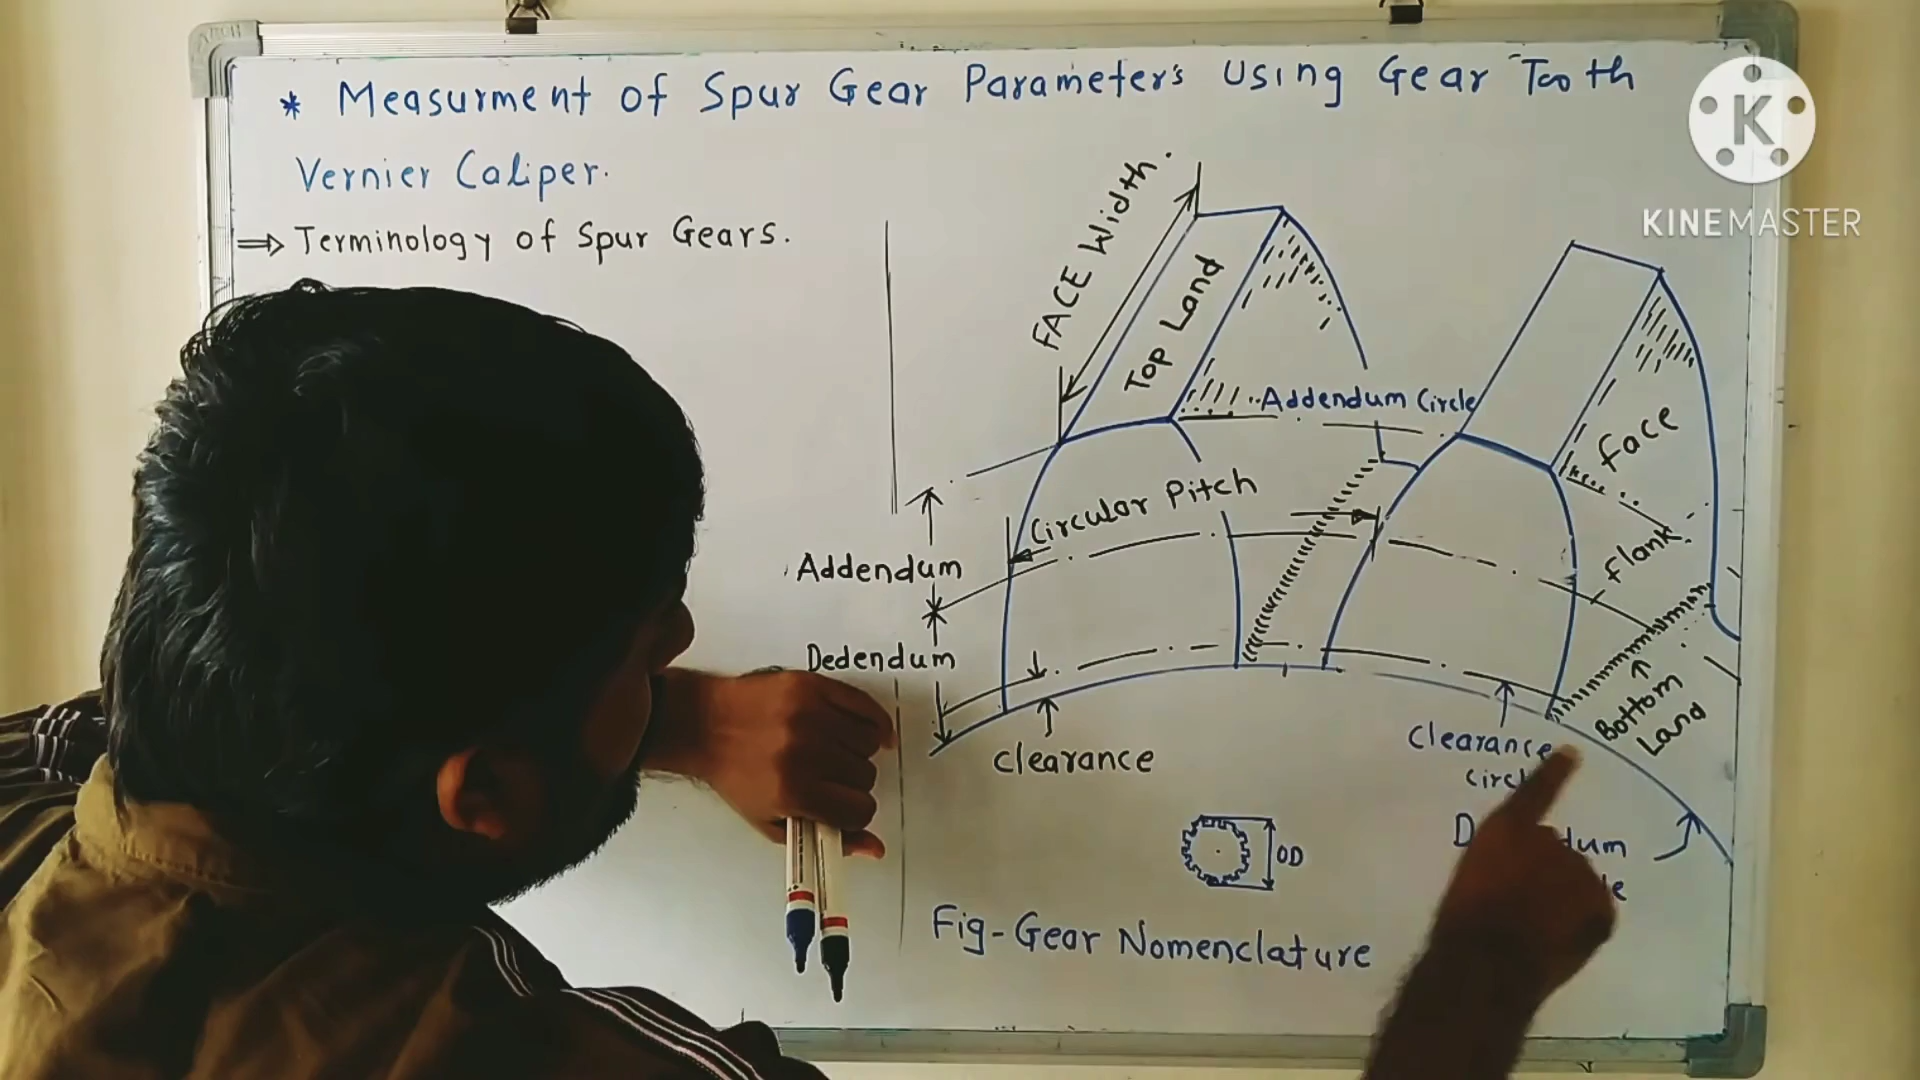 * Measurment of Spur Gear Parameter's Using Gear Tooth
Vernier Caliper.
⇒ Terminology of Spur Gears.
K
KINEMASTER
FACE Width.
Top Land
Addendum Circle
Face
Circular Pitch
Flank
Addendum
Dedendum
Bottom
Land
Clearance
Clearance
OD
Fig-Gear Nomenclature